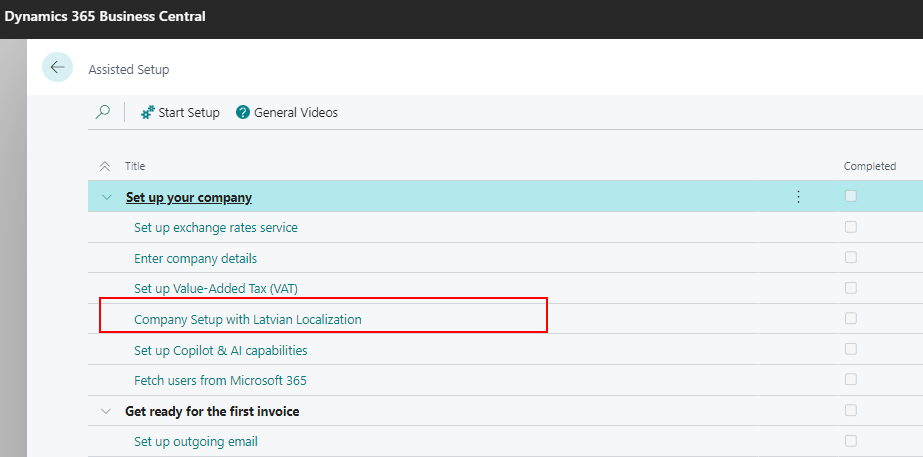 Dynamics 365 Business Central
Assisted Setup
Start Setup General Videos
Title Completed
Set up your company
Set up exchange rates service
Enter company details
Set up Value-Added Tax (VAT)
Company Setup with Latvian Localization
Set up Copilot & AI capabilities
Fetch users from Microsoft 365
Get ready for the first invoice
Set up outgoing email